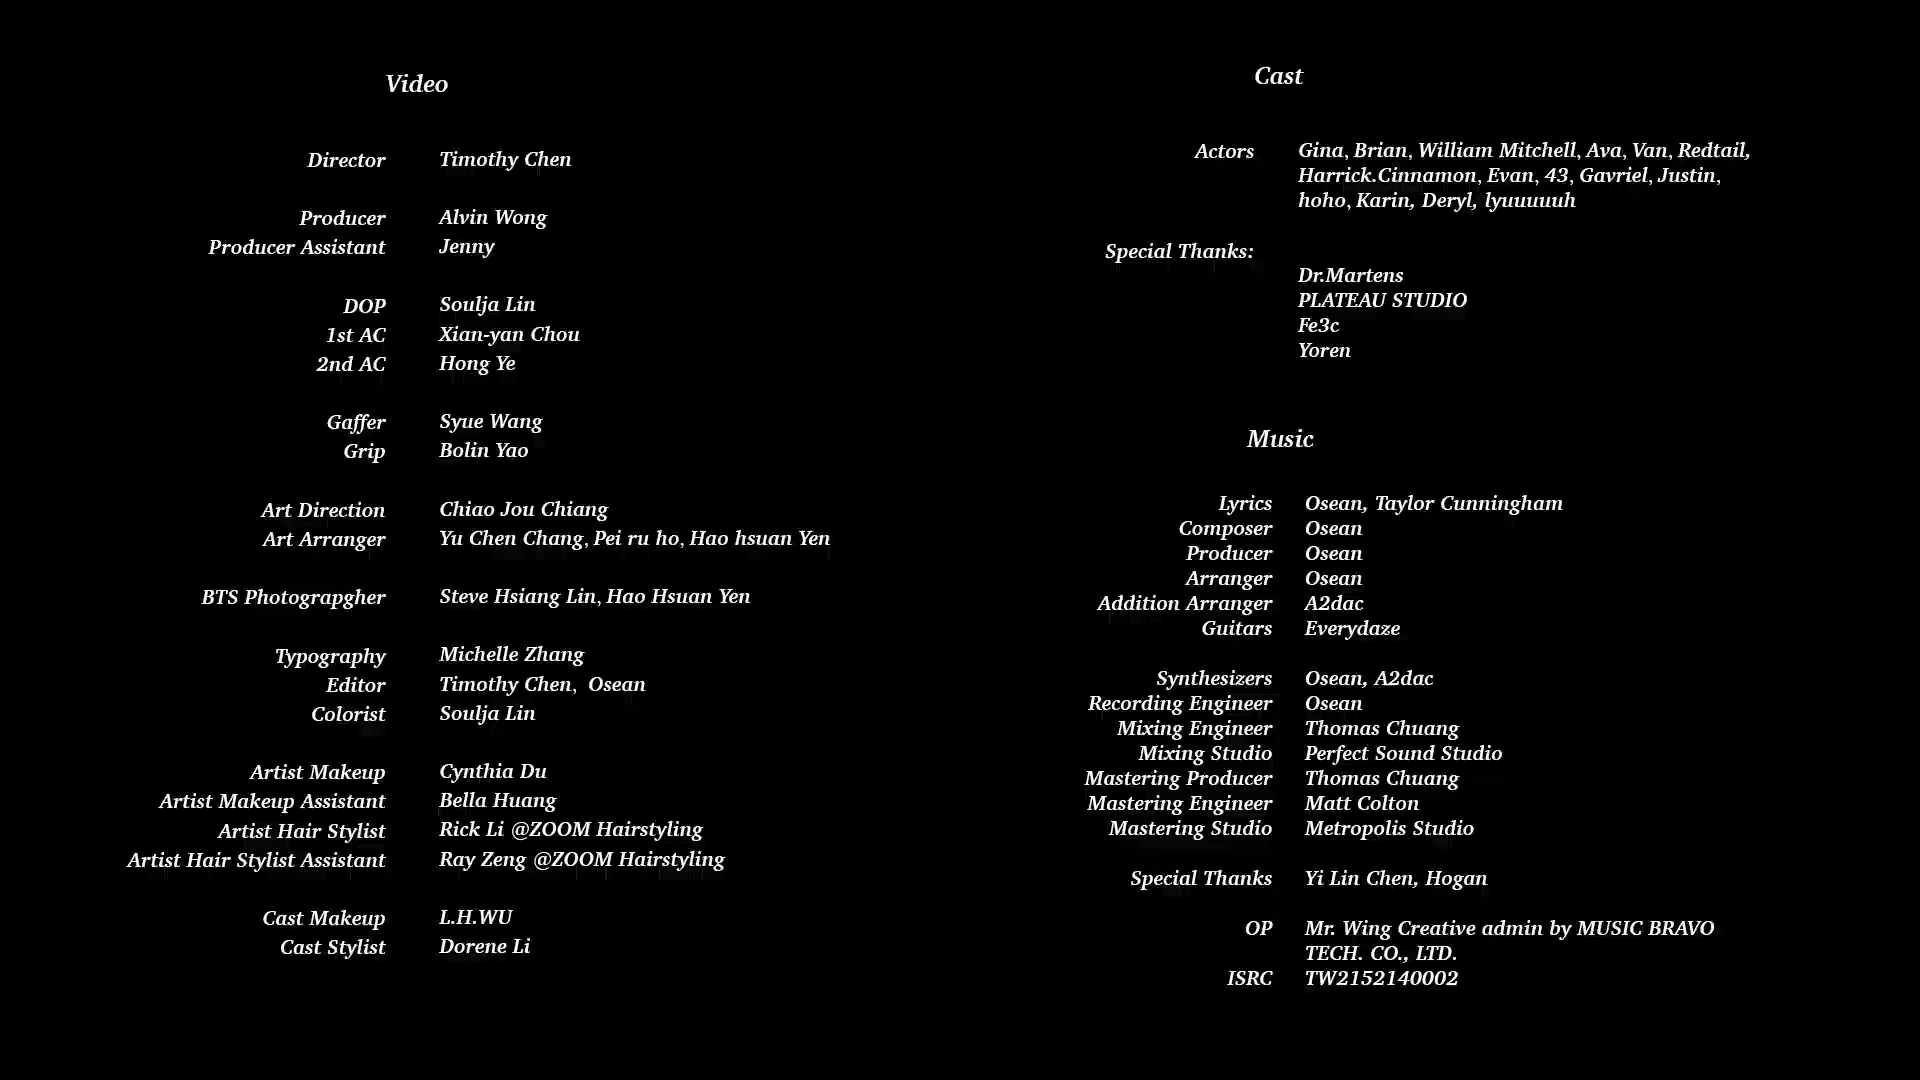 Video
Director Timothy Chen
Producer Alvin Wong
Producer Assistant Jenny
DOP Soulja Lin
1st AC Xian-yan Chou
2nd AC Hong Ye
Gaffer Syue Wang
Grip Bolin Yao
Art Direction Chiao Jou Chiang
Art Arranger Yu Chen Chang, Pei ru ho, Hao hsuan Yen
BTS Photograpgher Steve Hsiang Lin, Hao Hsuan Yen
Typography Michelle Zhang
Editor Timothy Chen, Osean
Colorist Soulja Lin
Artist Makeup Cynthia Du
Artist Makeup Assistant Bella Huang
Artist Hair Stylist Rick Li @ZOOM Hairstyling
Artist Hair Stylist Assistant Ray Zeng @ZOOM Hairstyling
Cast Makeup L.H.WU
Cast Stylist Dorene Li
Cast
Actors Gina, Brian, William Mitchell, Ava, Van, Redtail,
Harrick.Cinnamon, Evan, 43, Gavriel, Justin,
hoho, Karin, Deryl, lyuuuuuh
Special Thanks:
Dr.Martens
PLATEAU STUDIO
Fe3c
Yoren
Music
Lyrics Osean, Taylor Cunningham
Composer Osean
Producer Osean
Arranger Osean
Addition Arranger A2dac
Guitars Everydaze
Synthesizers Osean, A2dac
Recording Engineer Osean
Mixing Engineer Thomas Chuang
Mixing Studio Perfect Sound Studio
Mastering Producer Thomas Chuang
Mastering Engineer Matt Colton
Mastering Studio Metropolis Studio
Special Thanks Yi Lin Chen, Hogan
OP Mr. Wing Creative admin by MUSIC BRAVO
TECH. CO., LTD.
ISRC TW2152140002